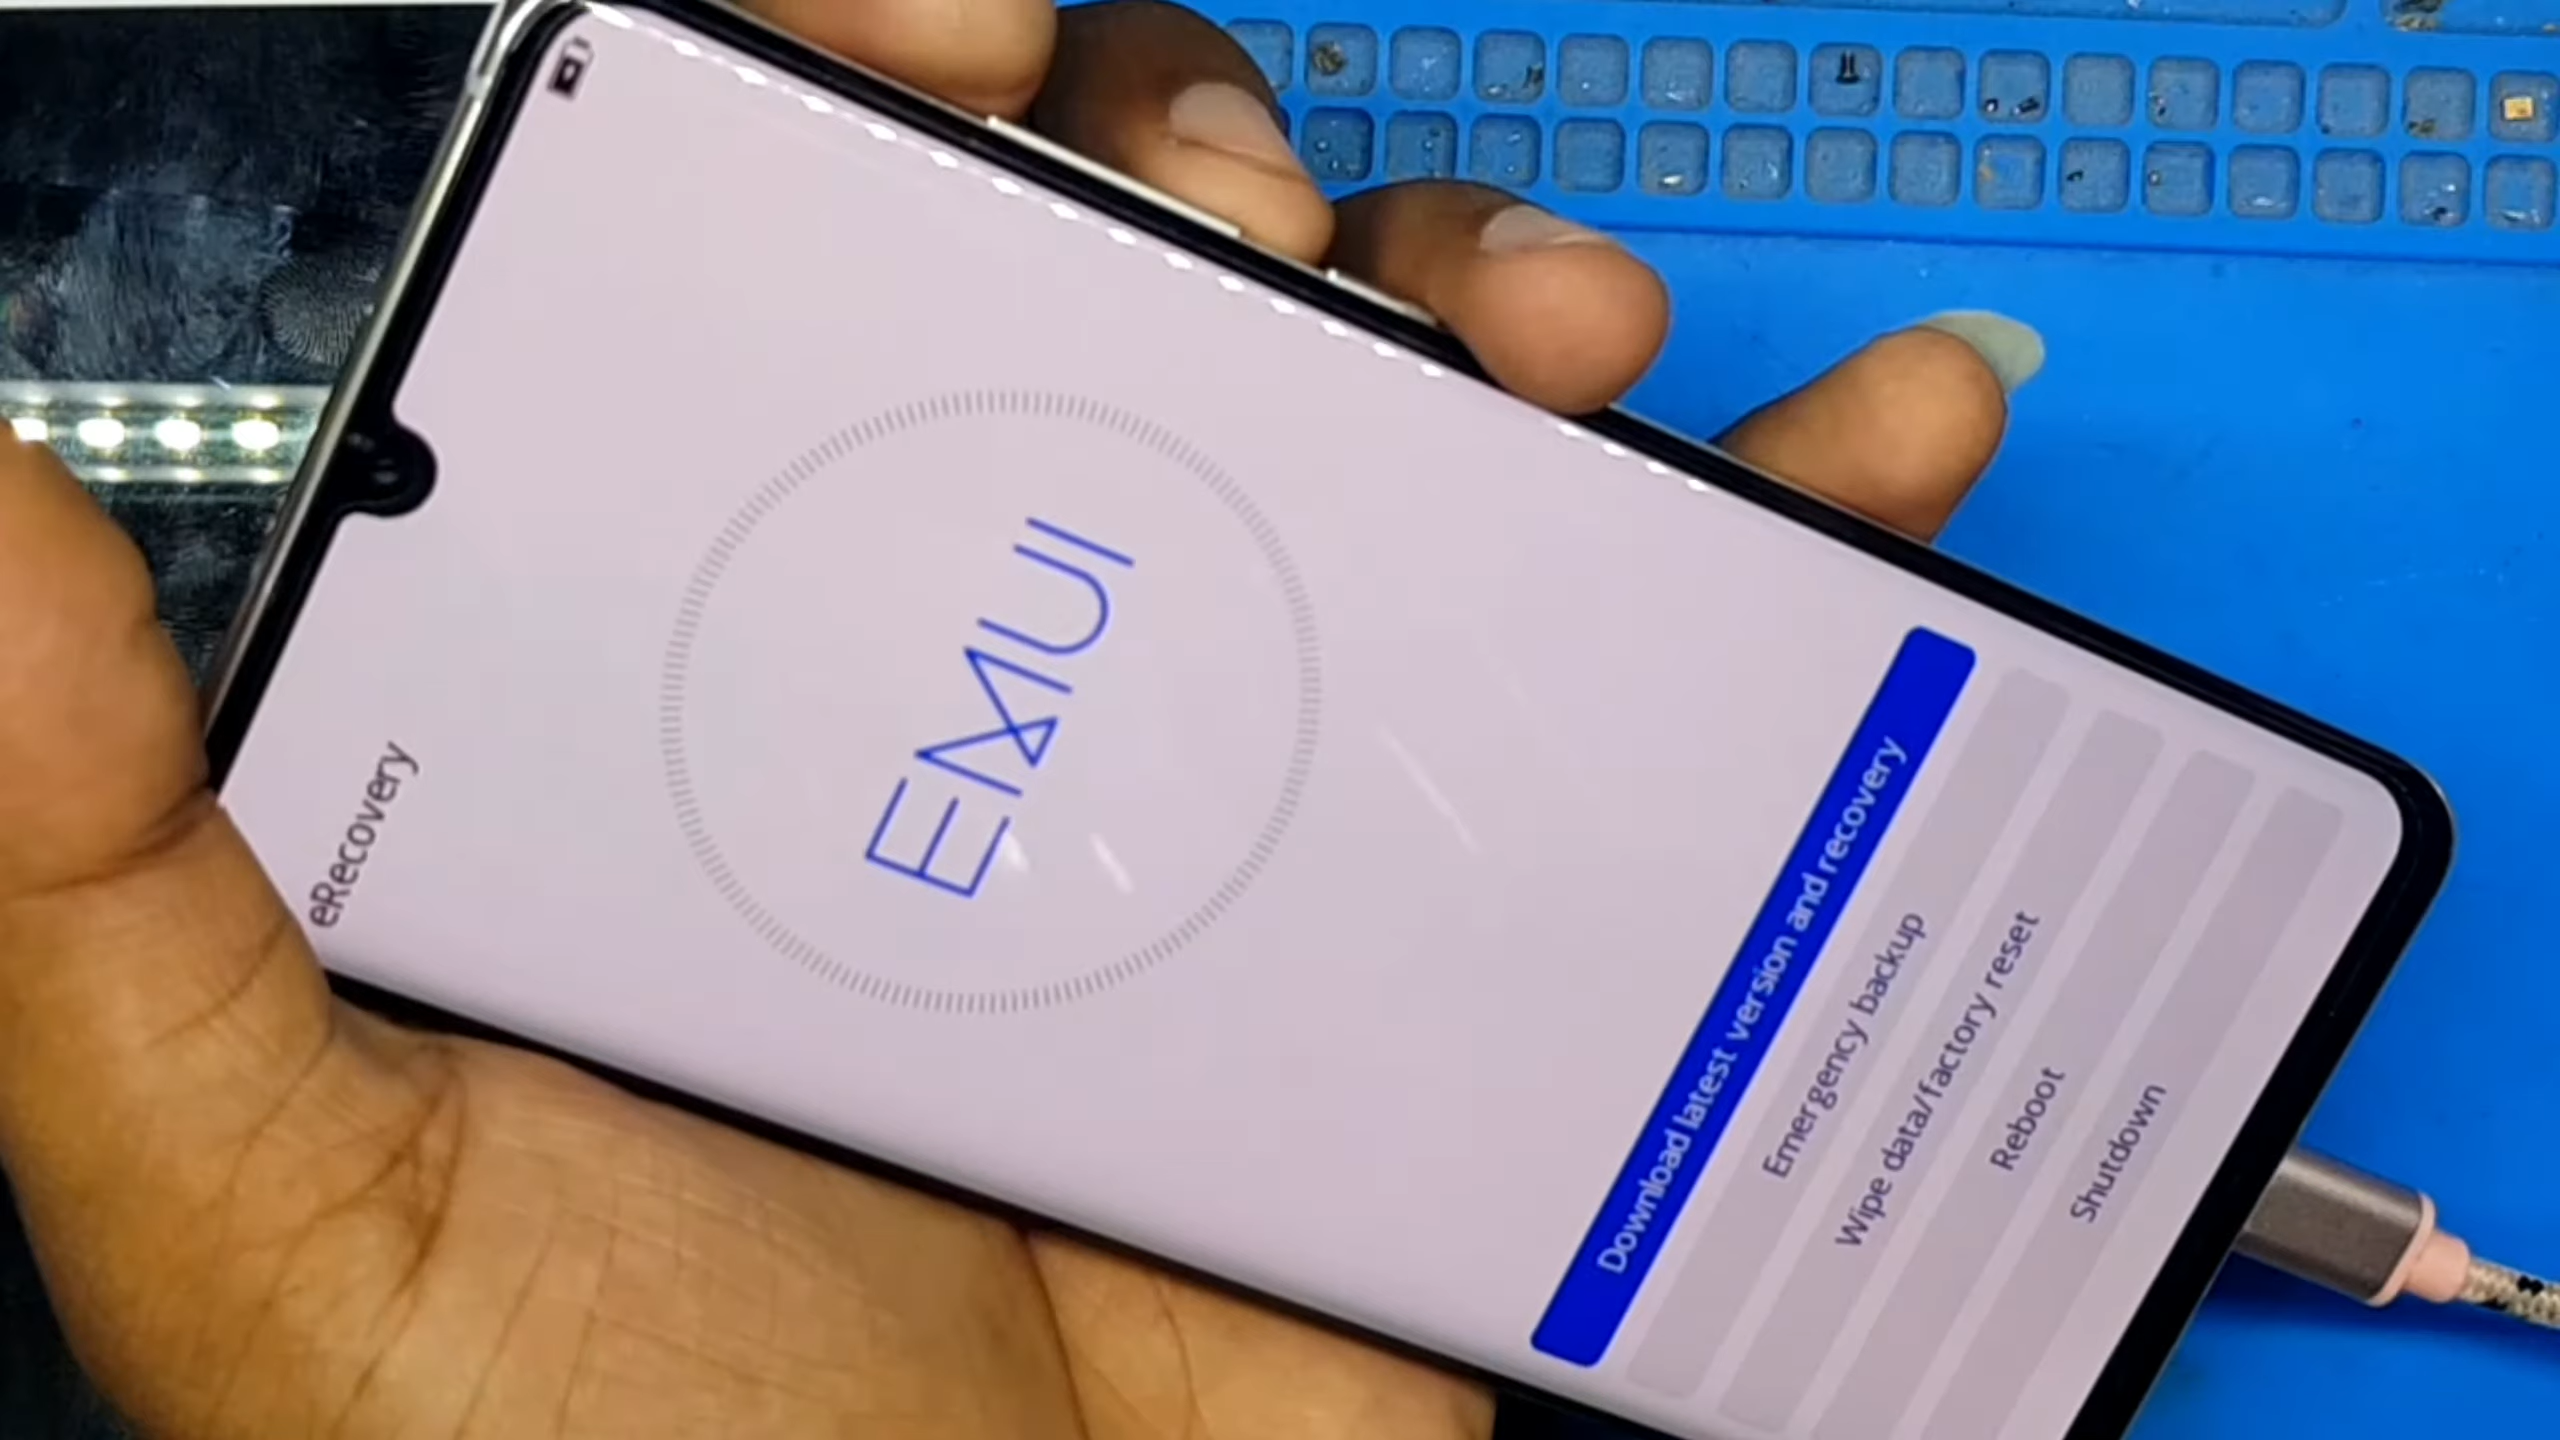 eRecovery
EMUI
Download latest version and recovery
Emergency backup
Wipe data/factory reset
Reboot
Shutdown